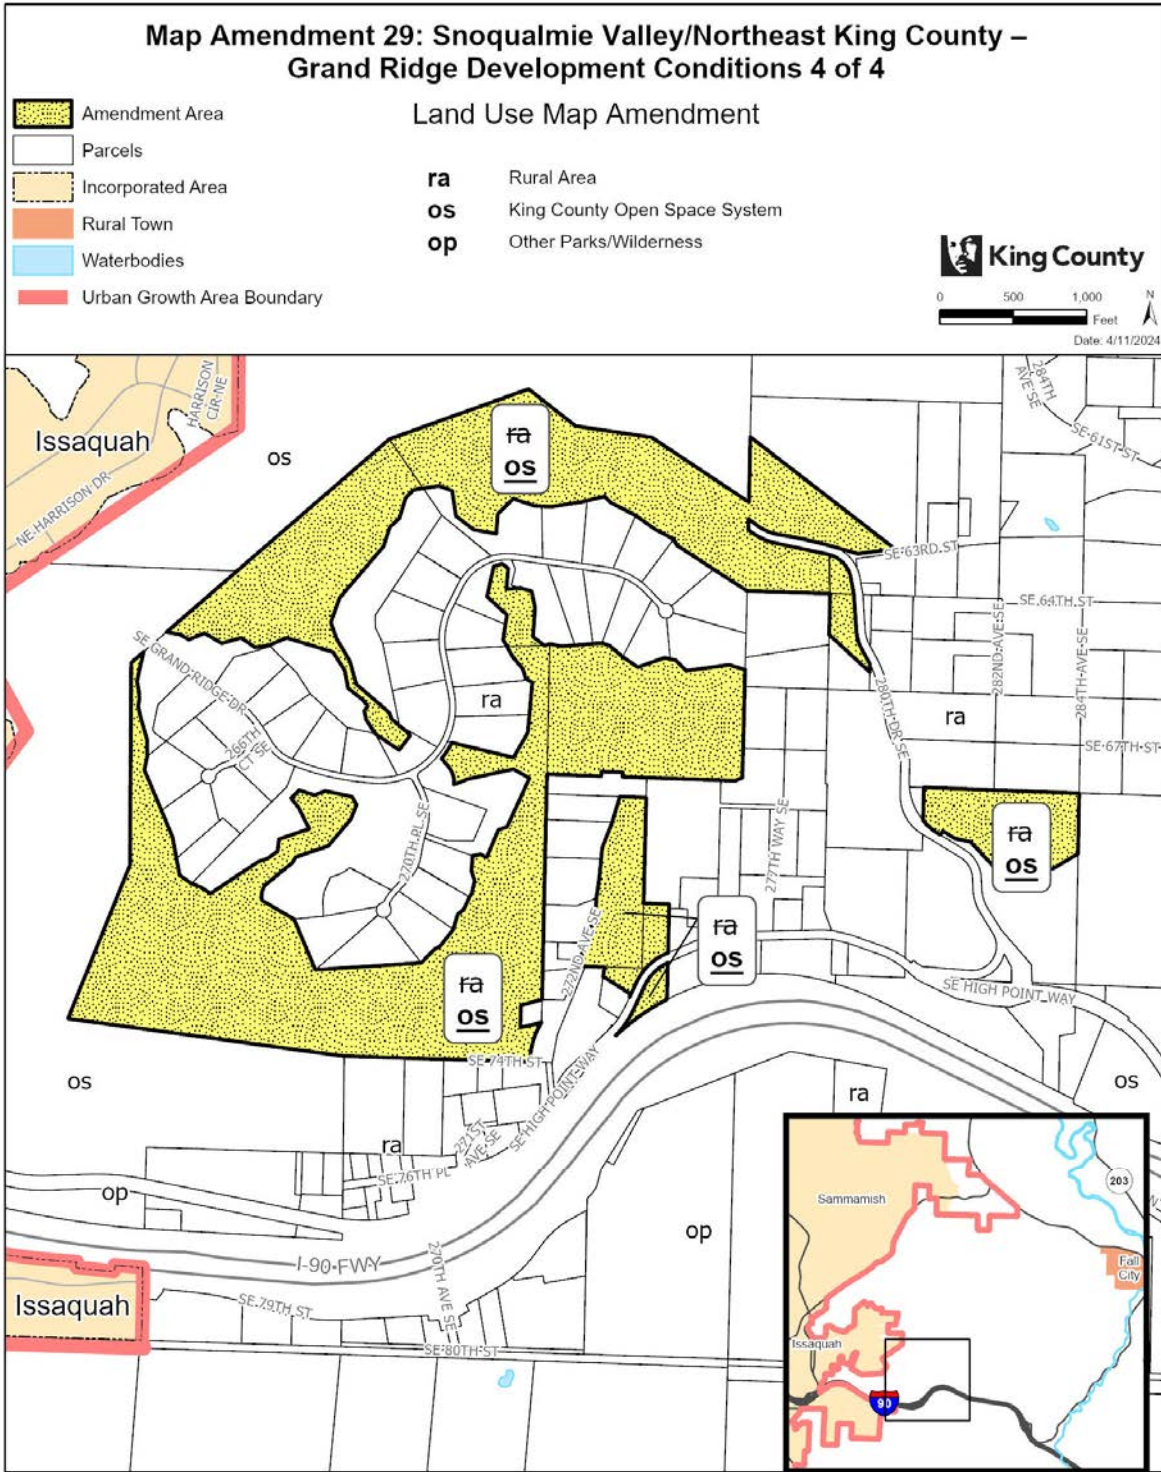 Map Amendment 29: Snoqualmie Valley/Northeast King County –
Grand Ridge Development Conditions 4 of 4
Land Use Map Amendment
Amendment Area
Parcels
Incorporated Area
Rural Town
Waterbodies
Urban Growth Area Boundary
ra Rural Area
os King County Open Space System
op Other Parks/Wilderness
King County
0 500 1,000
Feet
N
Date: 4/11/2024
HARRISON
CIR NE
Issaquah
NE HARRISON DR
os
ra
os
284TH
AVE SE
SE 61ST ST
SE 63RD ST
SE 64TH ST
282ND AVE SE
284TH AVE SE
SE GRAND RIDGE DR
266TH
CT SE
ra
280TH DR SE
ra
SE 67TH ST
270TH PL SE
277TH WAY SE
ra
os
272ND AVE SE
ra
os
ra
os
SE HIGH POINT WAY
SE 74TH ST
os
SE HIGH POINT WAY
271ST
AVE SE
ra
os
ra
SE 76TH PL
op
op
I-90 FWY
270TH AVE SE
Issaquah
SE 79TH ST
SE 80TH ST
Sammamish
203
Fall
City
Issaquah
90